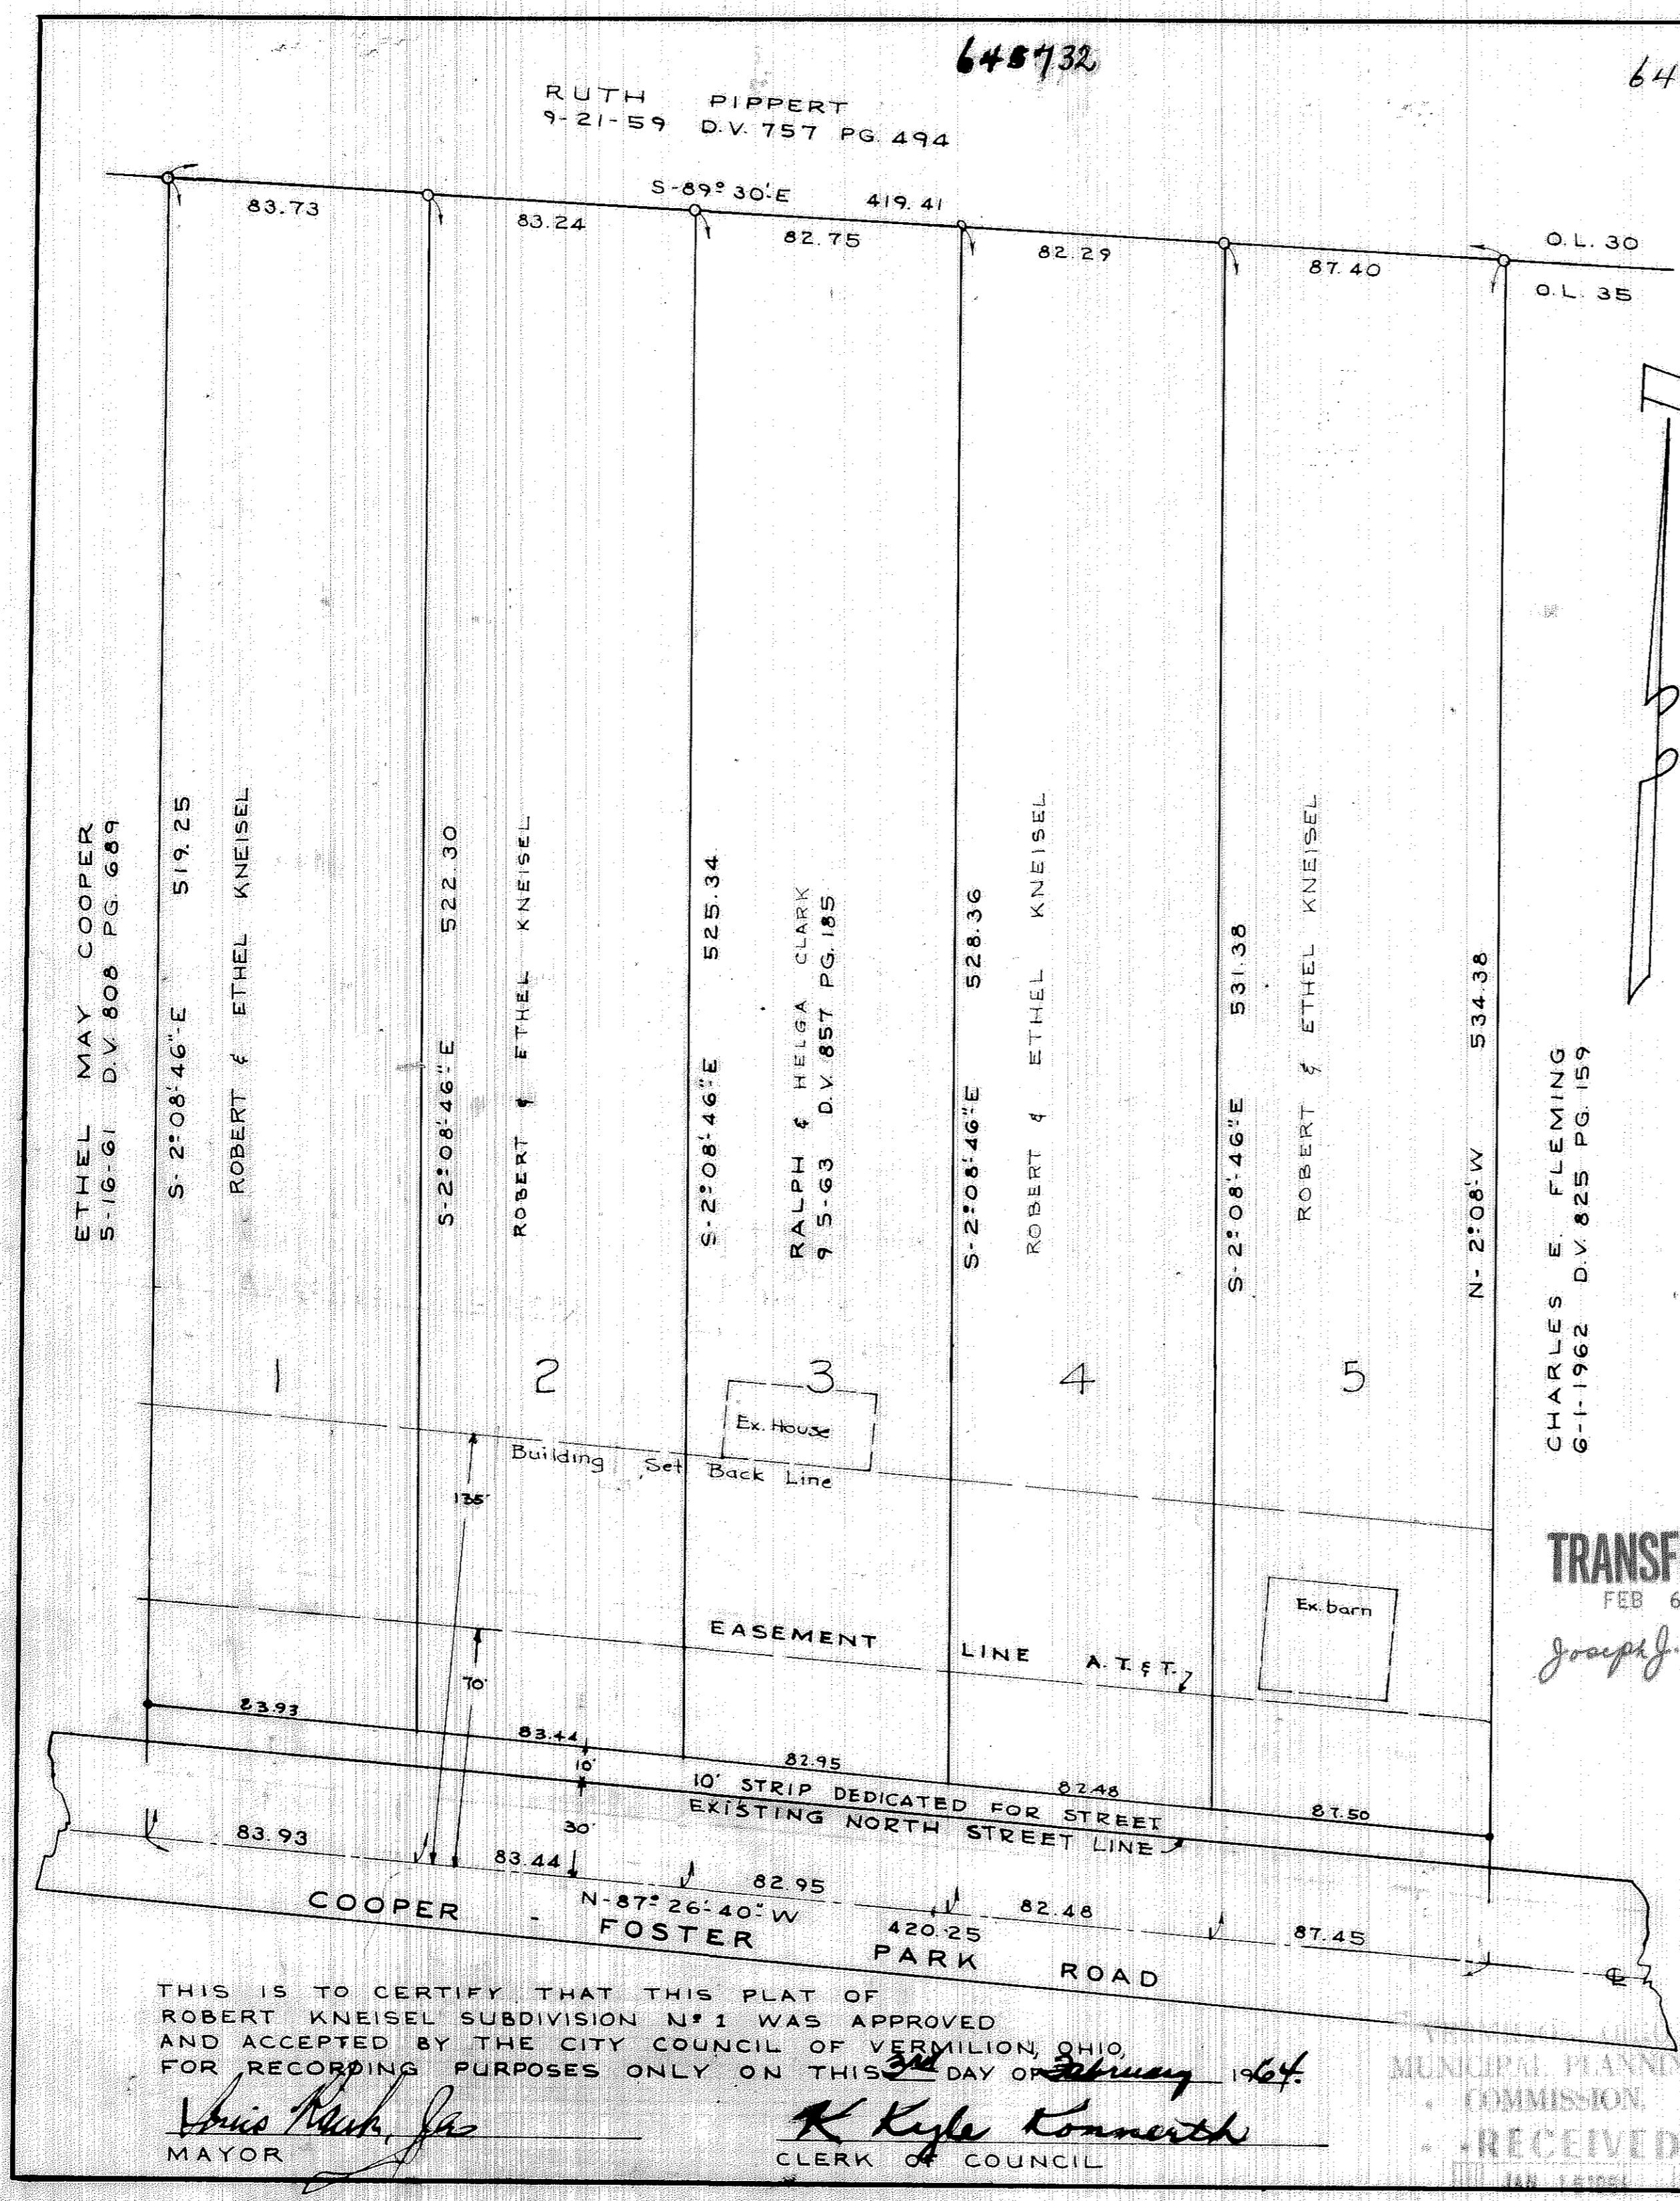 645732
64
RUTH PIPPERT
9-21-59 D.V. 757 PG. 494
S-89°30'-E 419.41
83.73
83.24
82.75
82.29
87.40
O.L. 30
O.L. 35
ETHEL MAY COOPER
5-16-61 D.V. 808 PG. 689
S-2°08'-46"-E 519.25
ROBERT & ETHEL KNEISEL
S-2°08'-46"-E 522.30
ROBERT & ETHEL KNEISEL
S-2°08'-46"E 525.34
RALPH & HELGA CLARK
9-5-63 D.V. 857 PG. 185
S-2°08'-46"E 528.36
ROBERT & ETHEL KNEISEL
S-2°08'-46"E 531.38
ROBERT & ETHEL KNEISEL
N-2°08'-W 534.38
CHARLES E. FLEMING
6-1-1962 D.V. 825 PG. 159
1
2
3
4
5
Ex. House
Building Set Back Line
135'
TRANSF
FEB 6
Joseph J.
Ex. barn
EASEMENT LINE A.T.&T.
70'
83.93
83.44
82.95
82.48
87.50
10'
10' STRIP DEDICATED FOR STREET
EXISTING NORTH STREET LINE
30'
83.93
83.44
82.95
82.48
87.45
N-87°26'-40"-W 420.25
COOPER - FOSTER PARK ROAD
THIS IS TO CERTIFY THAT THIS PLAT OF
ROBERT KNEISEL SUBDIVISION Nº 1 WAS APPROVED
AND ACCEPTED BY THE CITY COUNCIL OF VERMILION, OHIO,
FOR RECORDING PURPOSES ONLY ON THIS 3rd DAY OF February 1964.
K Kyle Konnerth
MAYOR
CLERK of COUNCIL
MUNICIPAL PLANNI
COMMISSION
RECEIVED
JAN